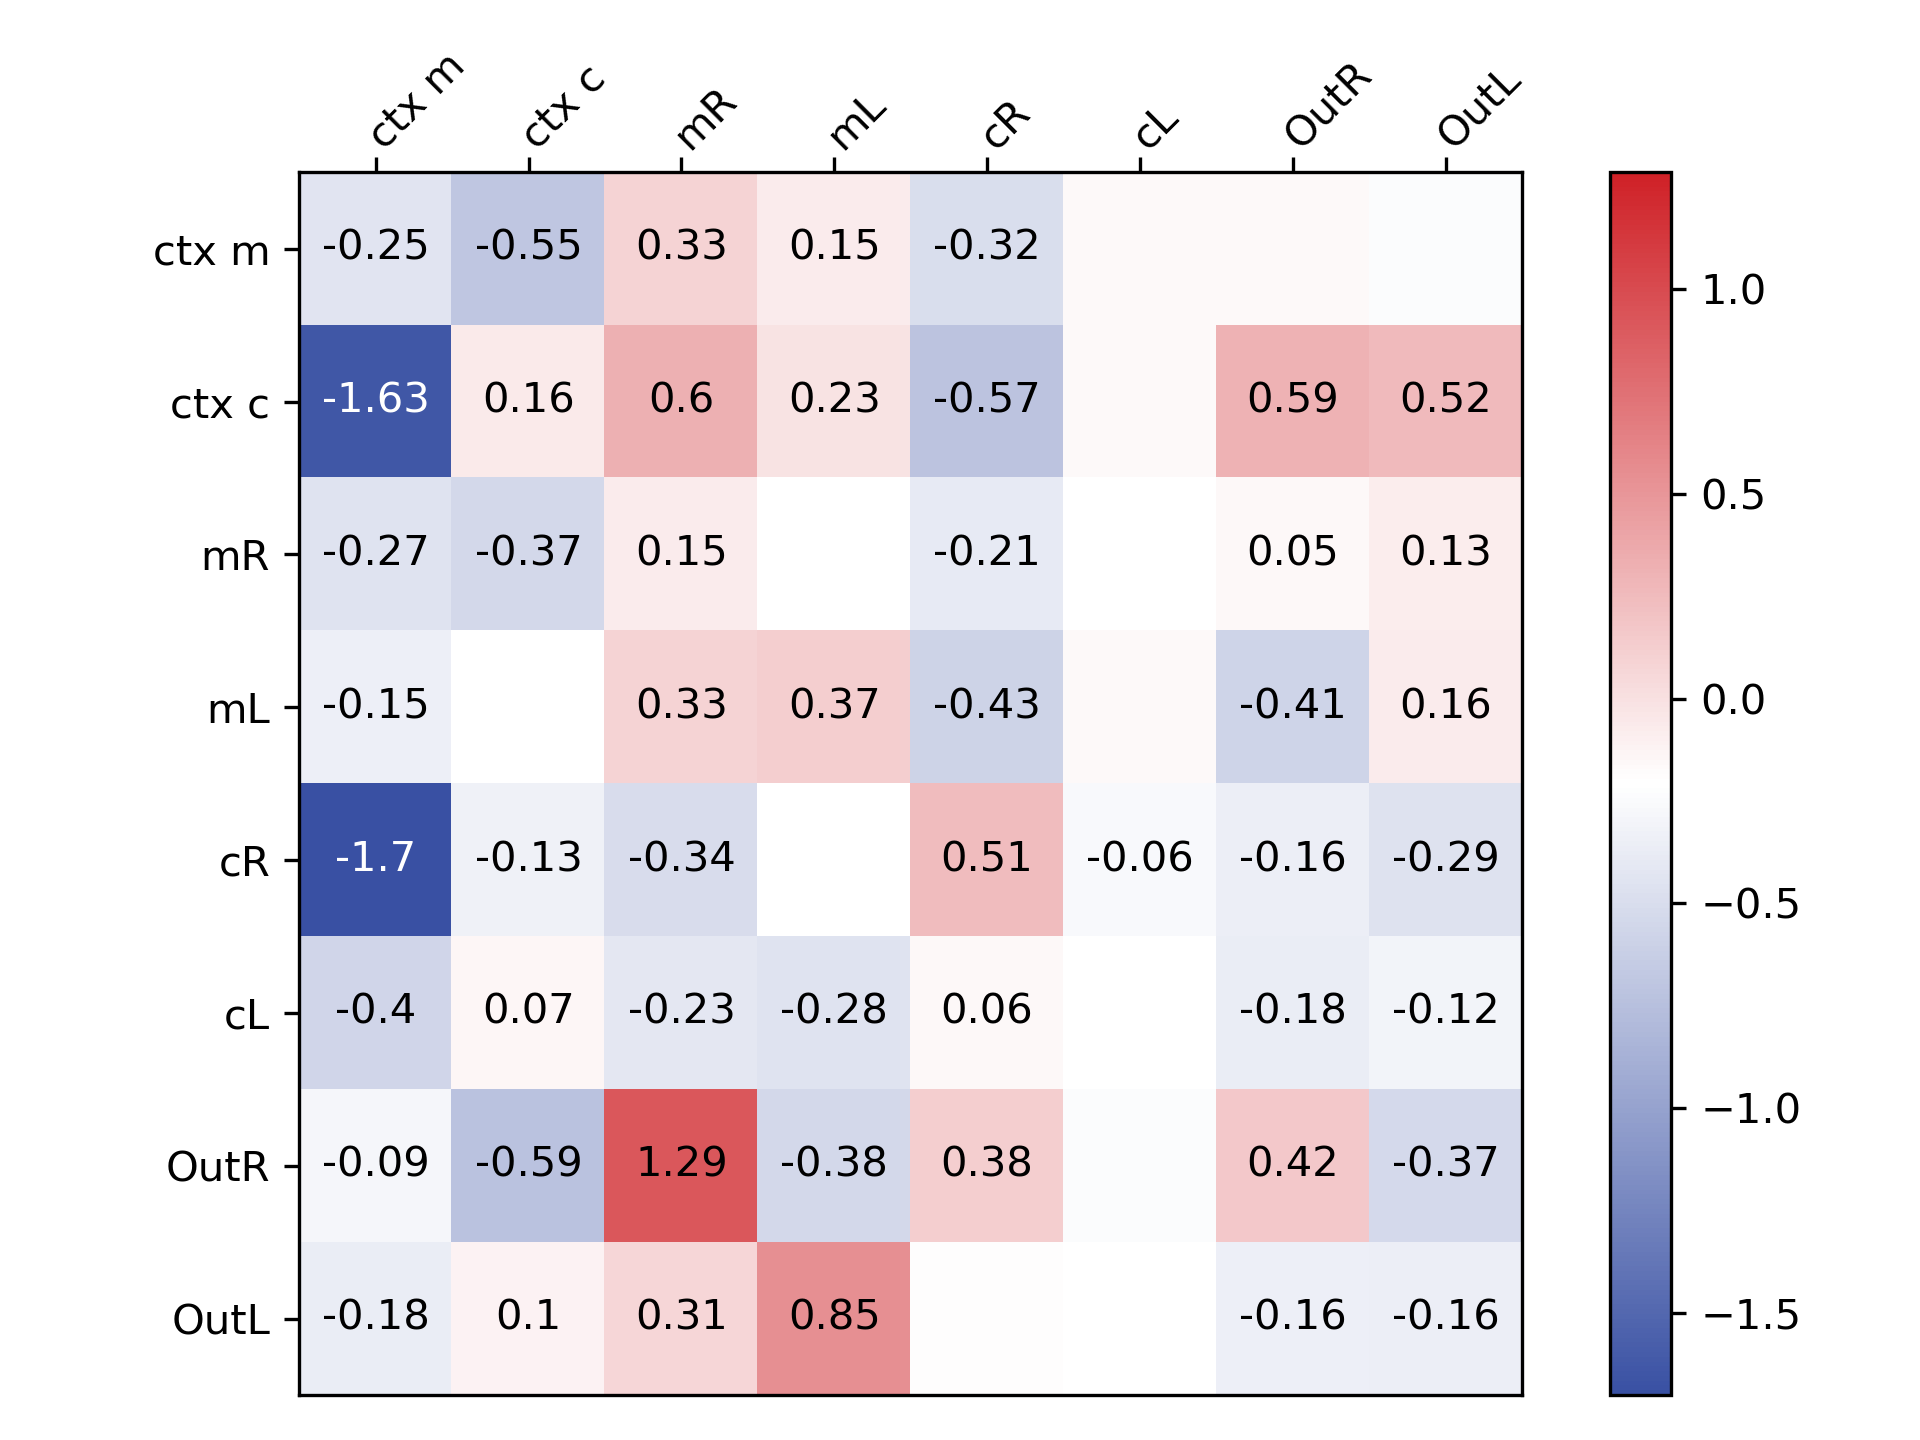 ctx m ctx c mR mL cR cL OutR OutL
ctx m -0.25 -0.55 0.33 0.15 -0.32
1.0
ctx c -1.63 0.16 0.6 0.23 -0.57 0.59 0.52
0.5
mR -0.27 -0.37 0.15 -0.21 0.05 0.13
0.0
mL -0.15 0.33 0.37 -0.43 -0.41 0.16
cR -1.7 -0.13 -0.34 0.51 -0.06 -0.16 -0.29
−0.5
cL -0.4 0.07 -0.23 -0.28 0.06 -0.18 -0.12
−1.0
OutR -0.09 -0.59 1.29 -0.38 0.38 0.42 -0.37
OutL -0.18 0.1 0.31 0.85 -0.16 -0.16
−1.5